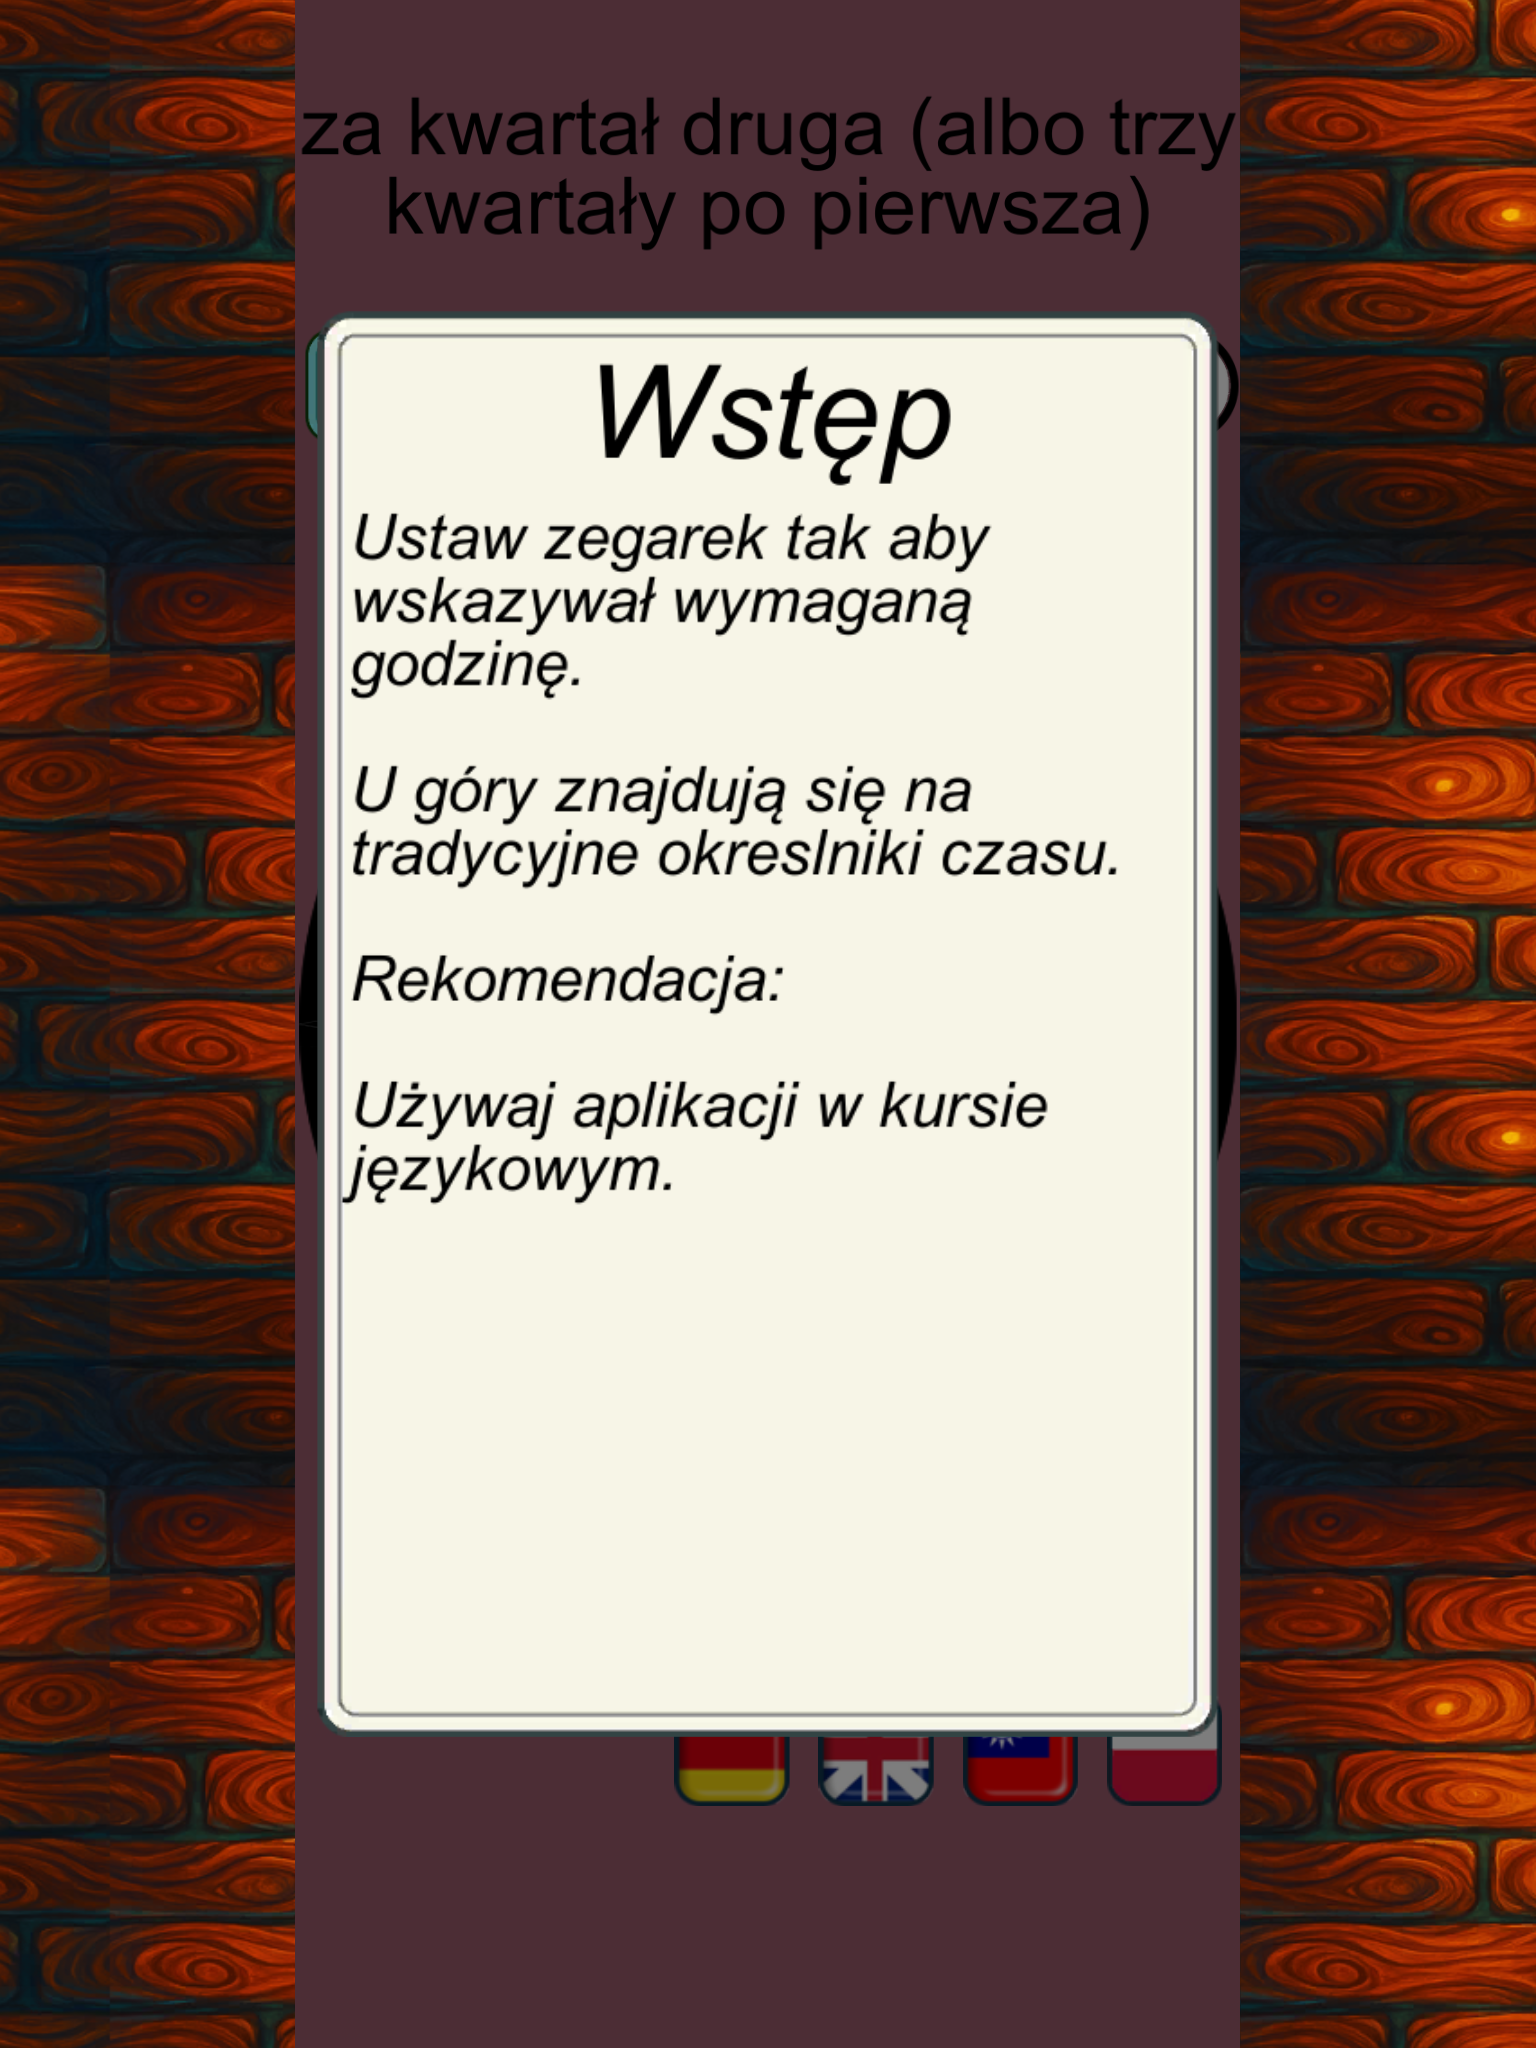 za kwartał druga (albo trzy
kwartały po pierwsza)
Wstęp
Ustaw zegarek tak aby
wskazywał wymaganą
godzinę.
U góry znajdują się na
tradycyjne okreslniki czasu.
Rekomendacja:
Używaj aplikacji w kursie
językowym.